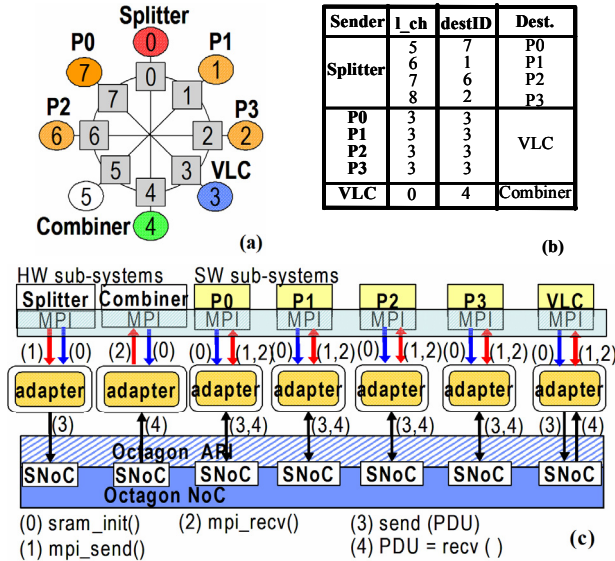 Splitter
P0 0 P1
7 0 1
7 1
P2 P3
6 6 2 2
5 3 VLC
5 4 3
Combiner 4
(a)
Sender l_ch destID Dest.
Splitter
5 7 P0
6 1 P1
7 6 P2
8 2 P3
P0 3 3
P1 3 3
P2 3 3
P3 3 3
VLC
VLC 0 4 Combiner
(b)
HW sub-systems SW sub-systems
Splitter Combiner P0 P1 P2 P3 VLC
MPI MPI MPI MPI MPI MPI MPI
(1) (0) (2) (0) (0) (1,2) (0) (1,2) (0) (1,2) (0) (1,2) (0) (1,2)
adapter adapter adapter adapter adapter adapter adapter
(3) (4) (3,4) (3,4) (3,4) (3,4) (3) (4)
Octagon ARI
SNoC SNoC SNoC SNoC SNoC SNoC SNoC
Octagon NoC
(0) sram_init() (2) mpi_recv() (3) send (PDU)
(1) mpi_send() (4) PDU = recv ( )
(c)